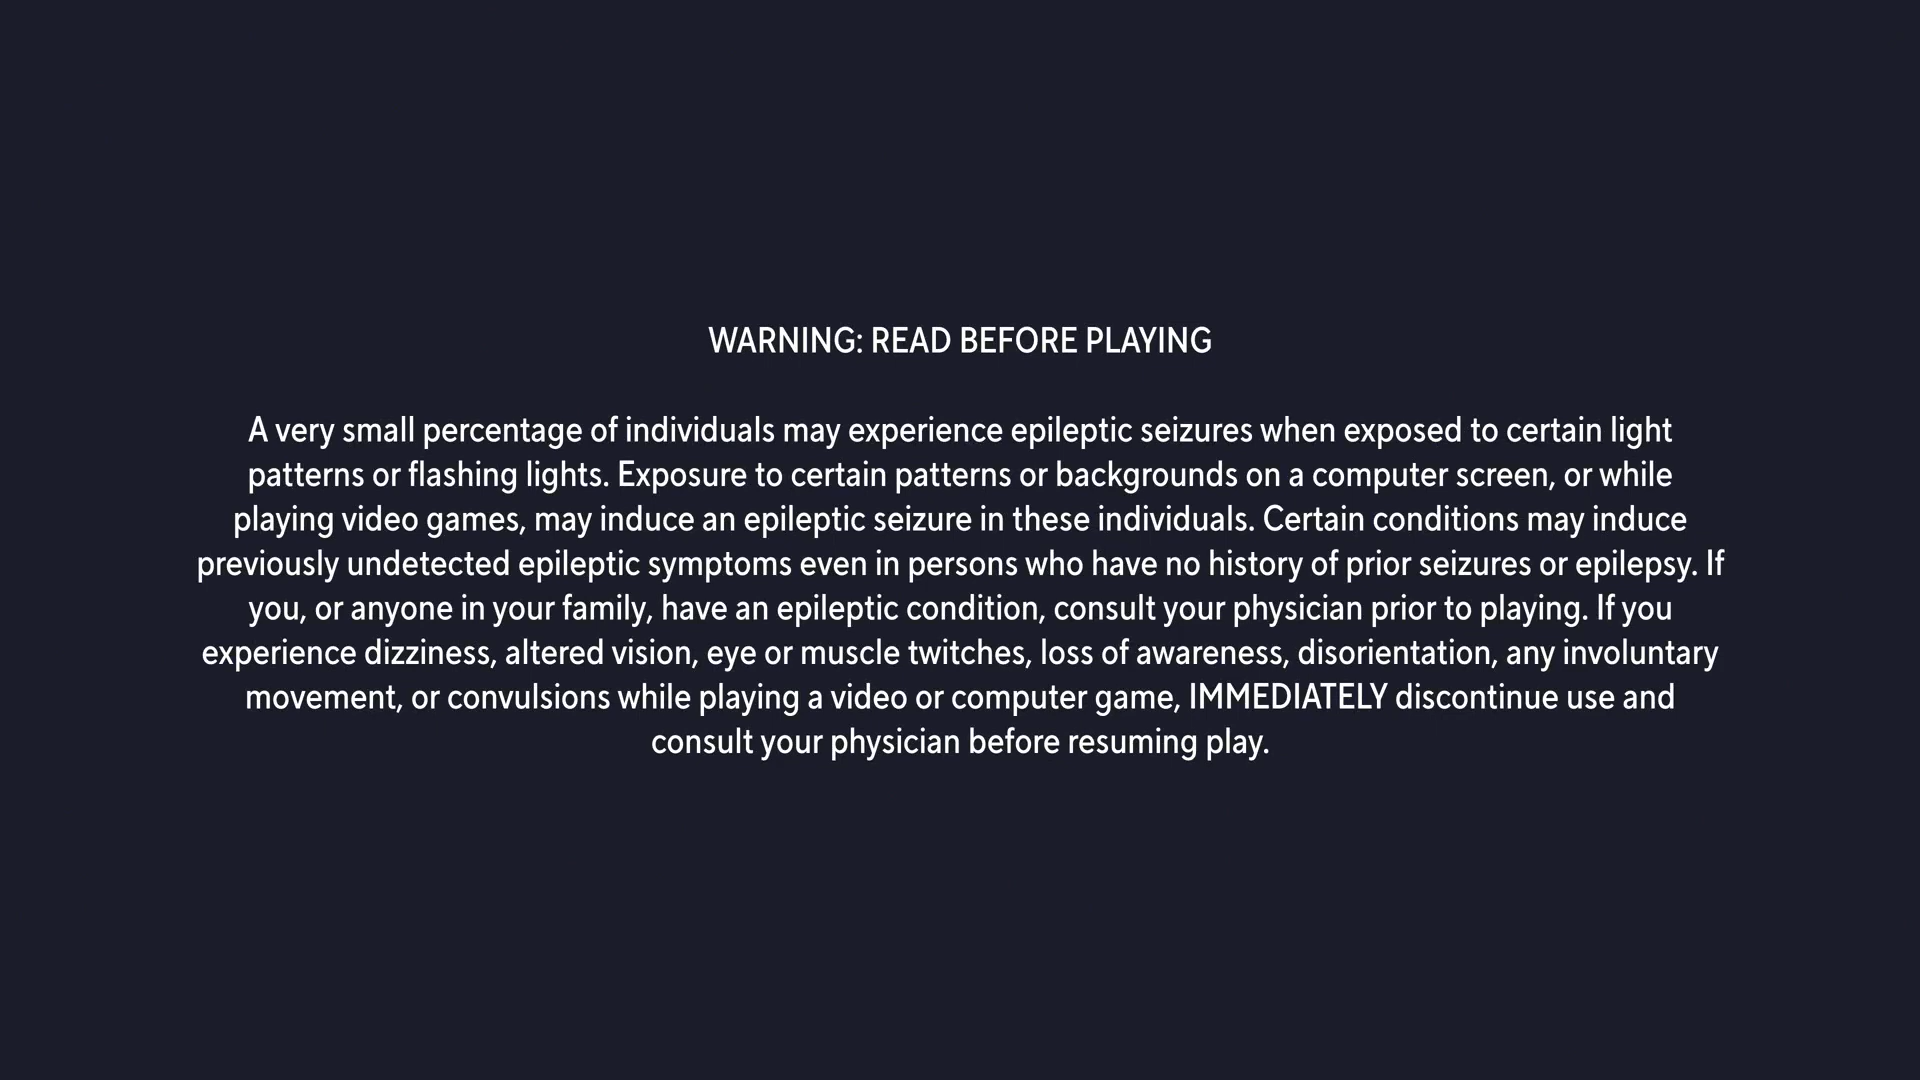 WARNING: READ BEFORE PLAYING
A very small percentage of individuals may experience epileptic seizures when exposed to certain light
patterns or flashing lights. Exposure to certain patterns or backgrounds on a computer screen, or while
playing video games, may induce an epileptic seizure in these individuals. Certain conditions may induce
previously undetected epileptic symptoms even in persons who have no history of prior seizures or epilepsy. If
you, or anyone in your family, have an epileptic condition, consult your physician prior to playing. If you
experience dizziness, altered vision, eye or muscle twitches, loss of awareness, disorientation, any involuntary
movement, or convulsions while playing a video or computer game, IMMEDIATELY discontinue use and
consult your physician before resuming play.